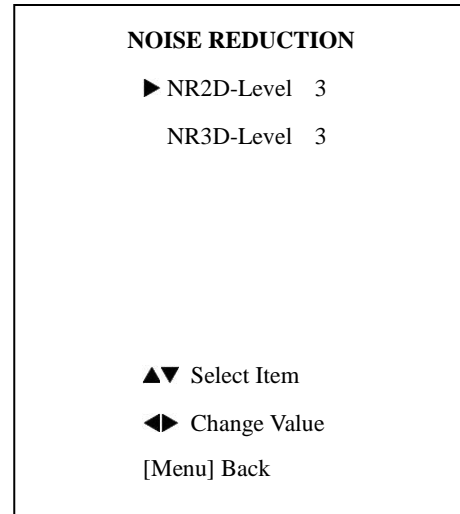 NOISE REDUCTION
▶ NR2D-Level 3
NR3D-Level 3
▲▼ Select Item
◀▶ Change Value
[Menu] Back